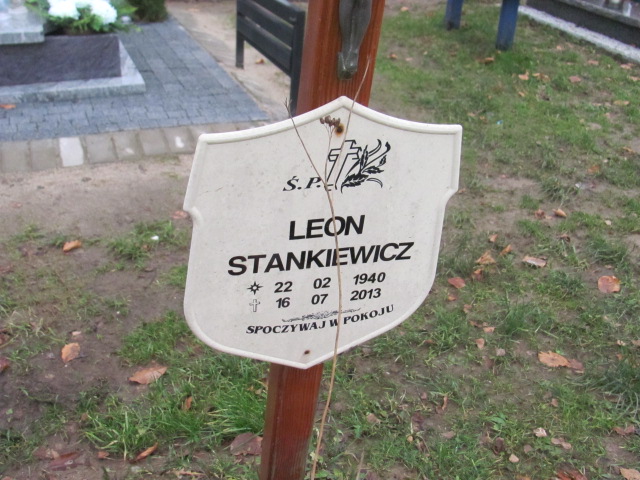 Ś.P.
LEON
STANKIEWICZ
22 02 1940
16 07 2013
SPOCZYWAJ W POKOJU